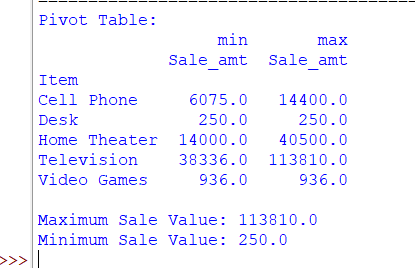 Pivot Table:
min max
Sale_amt Sale_amt
Item
Cell Phone 6075.0 14400.0
Desk 250.0 250.0
Home Theater 14000.0 40500.0
Television 38336.0 113810.0
Video Games 936.0 936.0
Maximum Sale Value: 113810.0
Minimum Sale Value: 250.0
>>>